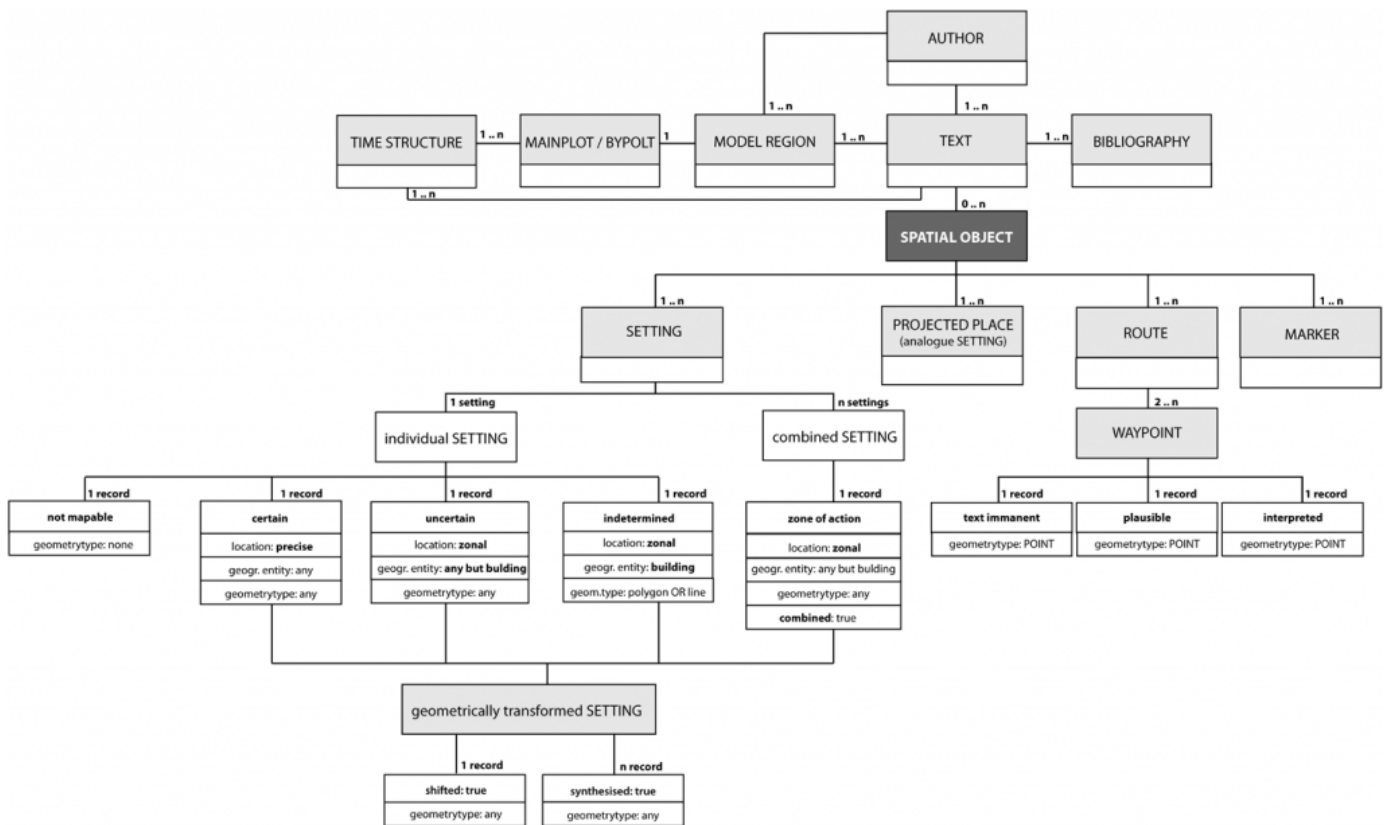 AUTHOR
1 .. n
1 .. n
TIME STRUCTURE
1 .. n
MAINPLOT / BYPOLT
1
MODEL REGION
1 .. n
TEXT
1 .. n
BIBLIOGRAPHY
1 .. n
0 .. n
SPATIAL OBJECT
1 .. n
1 .. n
1 .. n
1 .. n
SETTING
PROJECTED PLACE
(analogue SETTING)
ROUTE
MARKER
1 setting
n settings
2 .. n
individual SETTING
combined SETTING
WAYPOINT
1 record
1 record
1 record
1 record
1 record
1 record
1 record
1 record
not mapable
geometrytype: none
certain
location: precise
geogr. entity: any
geometrytype: any
uncertain
location: zonal
geogr. entity: any but bulding
geometrytype: any
indetermined
location: zonal
geogr. entity: building
geom.type: polygon OR line
zone of action
location: zonal
geogr. entity: any but bulding
geometrytype: any
combined: true
text immanent
geometrytype: POINT
plausible
geometrytype: POINT
interpreted
geometrytype: POINT
geometrically transformed SETTING
1 record
n record
shifted: true
geometrytype: any
synthesised: true
geometrytype: any